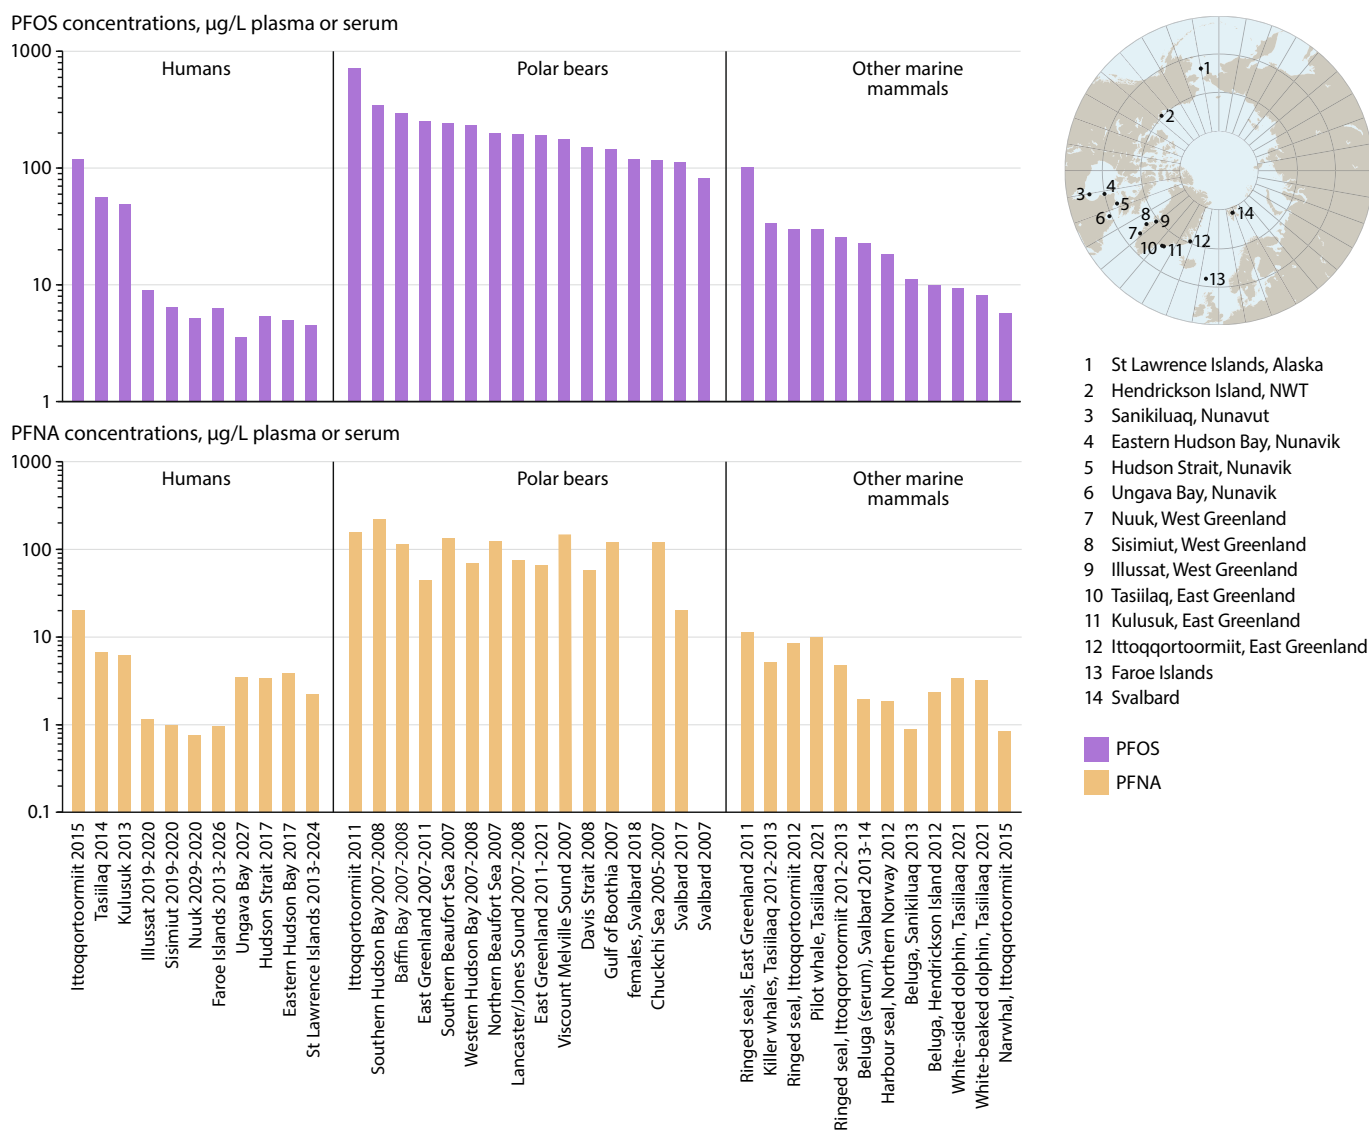 PFOS concentrations, µg/L plasma or serum
1000
100
10
1
Humans
Polar bears
Other marine
mammals
PFNA concentrations, µg/L plasma or serum
1000
100
10
1
0.1
Humans
Polar bears
Other marine
mammals
Ittoqqortoormiit 2015
Tasiilaq 2014
Kulusuk 2013
Illussat 2019-2020
Sisimiut 2019-2020
Nuuk 2029-2020
Faroe Islands 2013-2026
Ungava Bay 2027
Hudson Strait 2017
Eastern Hudson Bay 2017
St Lawrence Islands 2013-2024
Ittoqqortoormiit 2011
Southern Hudson Bay 2007-2008
Baffin Bay 2007-2008
East Greenland 2007-2011
Southern Beaufort Sea 2007
Western Hudson Bay 2007-2008
Northern Beaufort Sea 2007
Lancaster/Jones Sound 2007-2008
East Greenland 2011-2021
Viscount Melville Sound 2007
Davis Strait 2008
Gulf of Boothia 2007
females, Svalbard 2018
Chuckchi Sea 2005-2007
Svalbard 2017
Svalbard 2007
Ringed seals, East Greenland 2011
Killer whales, Tasiilaq 2012-2013
Ringed seal, Ittoqqortoormiit 2012
Pilot whale, Tasiilaaq 2021
Ringed seal, Ittoqqortoormiit 2012-2013
Beluga (serum), Svalbard 2013-14
Harbour seal, Northern Norway 2012
Beluga, Sanikiluaq 2013
Beluga, Hendrickson Island 2012
White-sided dolphin, Tasiilaaq 2021
White-beaked dolphin, Tasiilaaq 2021
Narwhal, Ittoqqortoormiit 2015
1
2
3
4
5
6
7
8
9
10
11
12
13
14
1 St Lawrence Islands, Alaska
2 Hendrickson Island, NWT
3 Sanikiluaq, Nunavut
4 Eastern Hudson Bay, Nunavik
5 Hudson Strait, Nunavik
6 Ungava Bay, Nunavik
7 Nuuk, West Greenland
8 Sisimiut, West Greenland
9 Illussat, West Greenland
10 Tasiilaq, East Greenland
11 Kulusuk, East Greenland
12 Ittoqqortoormiit, East Greenland
13 Faroe Islands
14 Svalbard
PFOS
PFNA